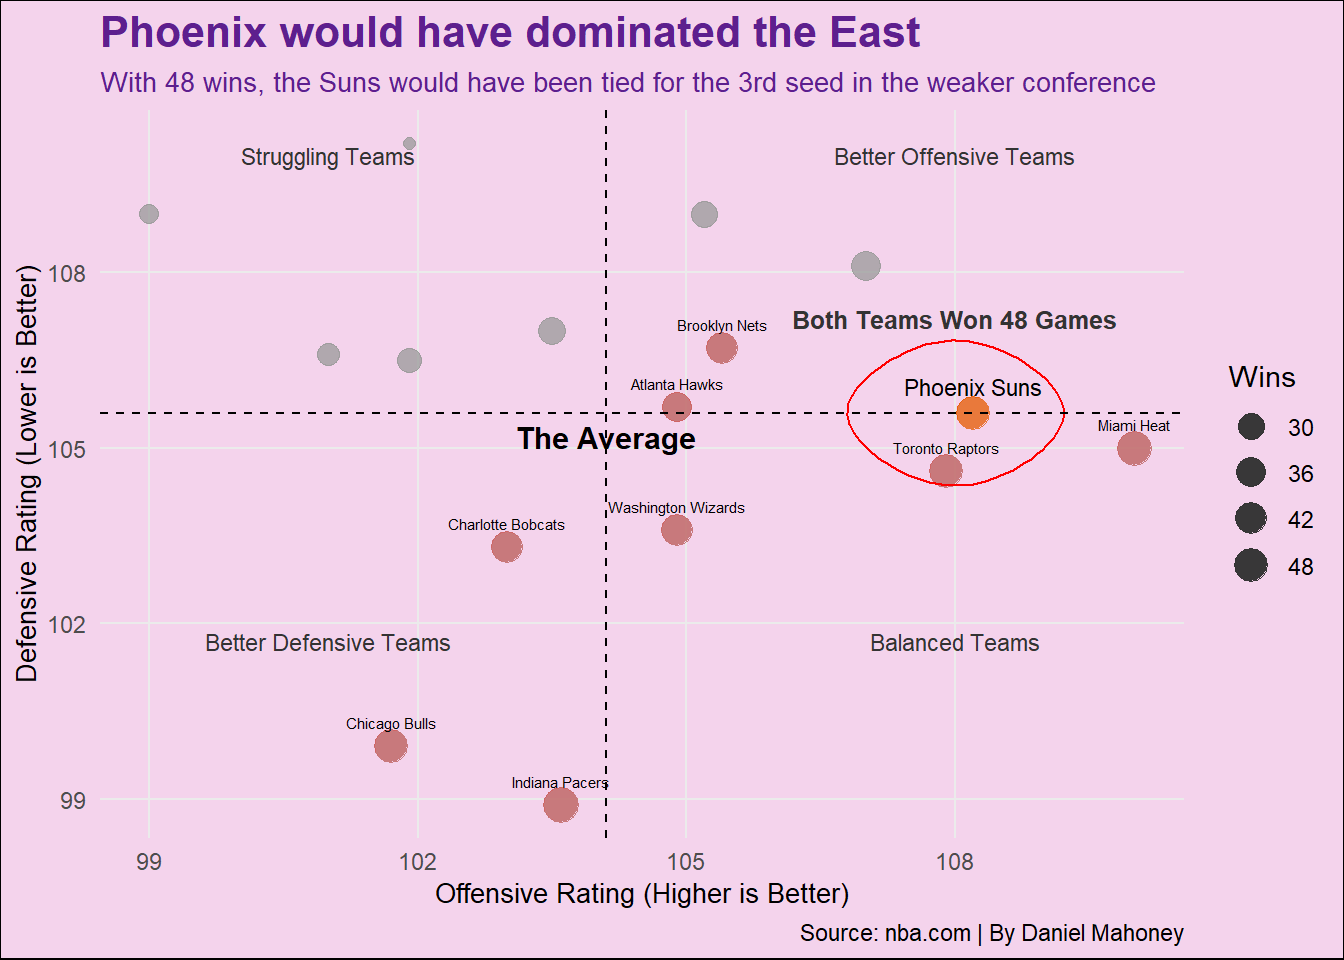 Phoenix would have dominated the East
With 48 wins, the Suns would have been tied for the 3rd seed in the weaker conference
Struggling Teams
Better Offensive Teams
Both Teams Won 48 Games
Brooklyn Nets
Atlanta Hawks
Phoenix Suns
Miami Heat
The Average
Toronto Raptors
Washington Wizards
Charlotte Bobcats
Better Defensive Teams
Balanced Teams
Chicago Bulls
Indiana Pacers
Defensive Rating (Lower is Better)
108
105
102
99
99
102
105
108
Offensive Rating (Higher is Better)
Wins
30
36
42
48
Source: nba.com | By Daniel Mahoney